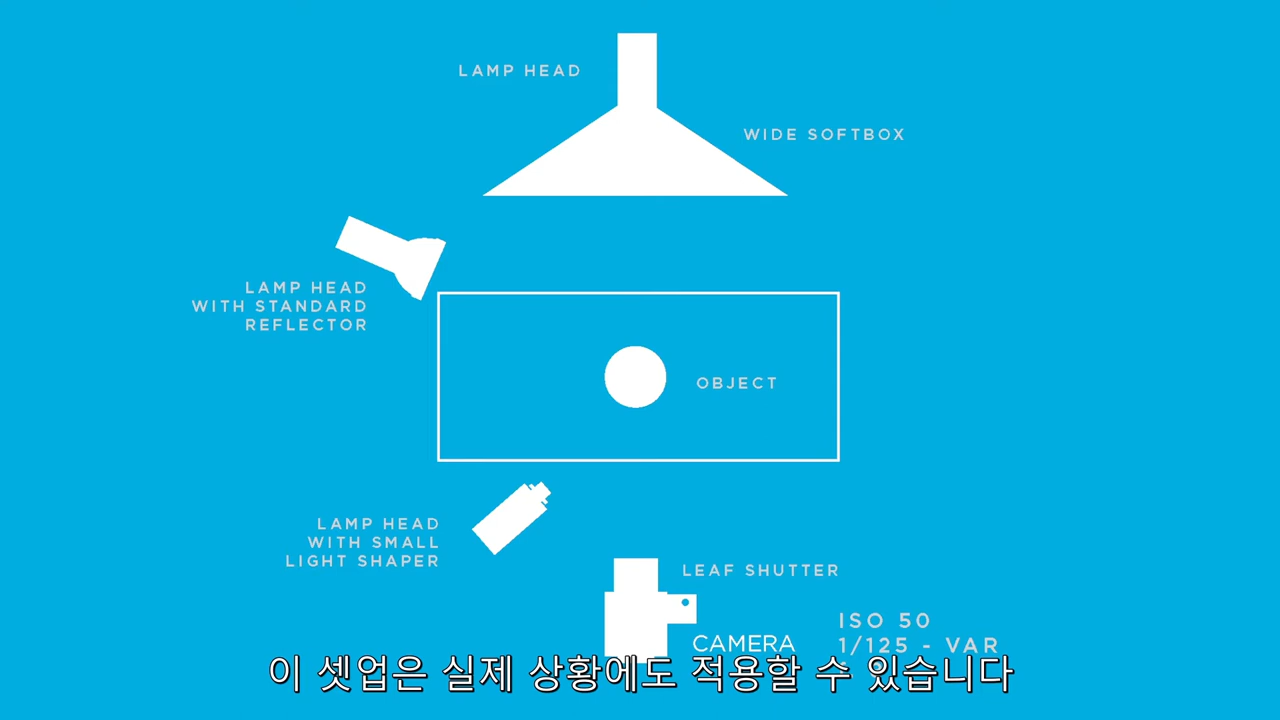 LAMP HEAD
WIDE SOFTBOX
LAMP HEAD
WITH STANDARD
REFLECTOR
OBJECT
LAMP HEAD
WITH SMALL
LIGHT SHAPER
LEAF SHUTTER
CAMERA
ISO 50
1/125 - VAR
이 셋업은 실제 상황에도 적용할 수 있습니다